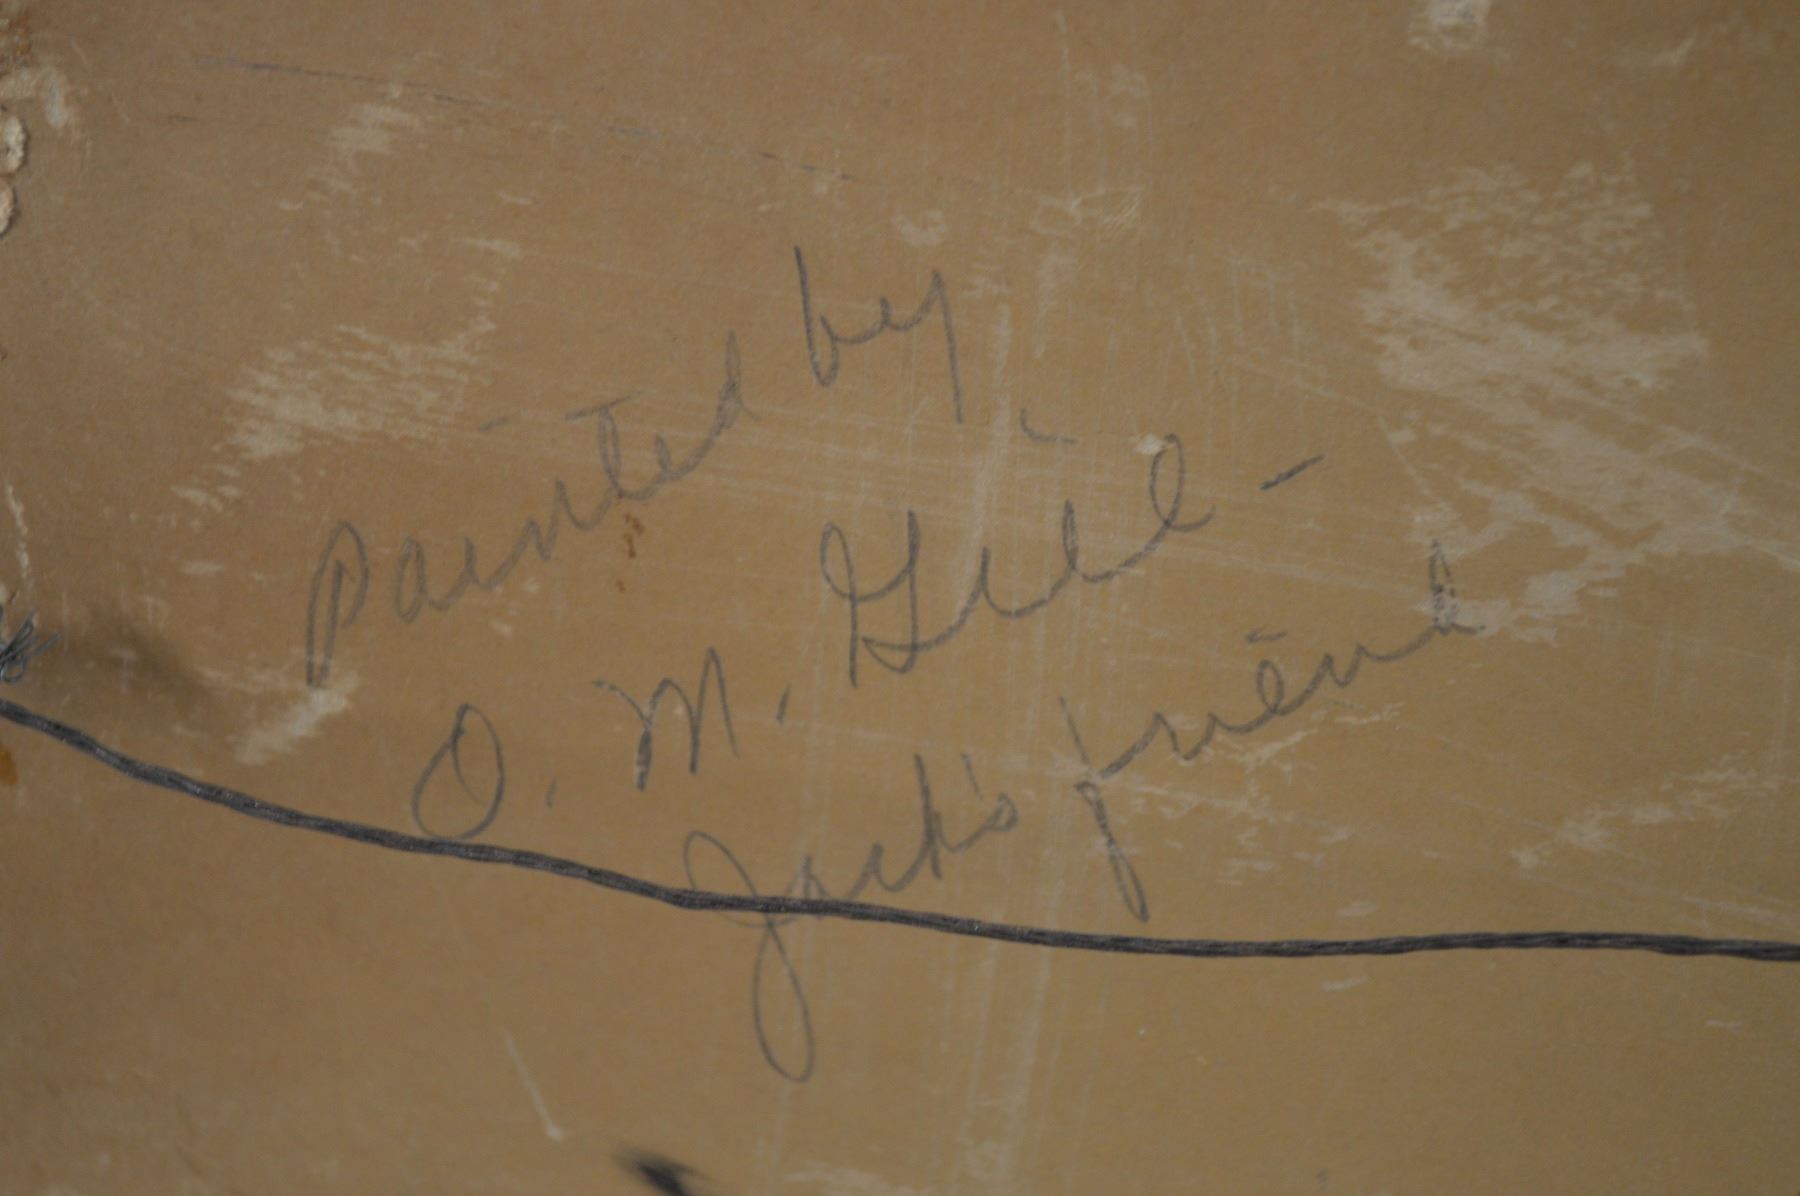 Painted by
O. M. Gill -
Jack's friend